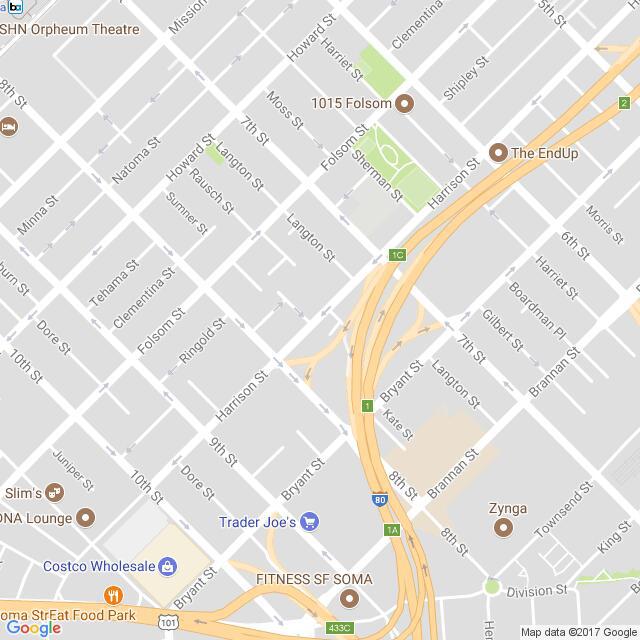 a
b
SHN Orpheum Theatre
Mission
Howard St
Harriet St
Clementina
Shipley St
1015 Folsom
2
8th St
Moss St
7th St
Folsom St
The EndUp
Natoma St
Howard St
Langton St
Sherman St
Harrison St
Rausch St
Minna St
Sumner St
Langton St
Morris St
6th St
1C
Tehama St
Clementina St
Harriet St
Boardman Pl
burn St
Dore St
Folsom St
Ringold St
Gilbert St
7th St
10th St
Harrison St
Bryant St
Langton St
Brannan St
1
Kate St
9th St
Juniper St
10th St
Dore St
Bryant St
8th St
Brannan St
Slim's
DNA Lounge
Trader Joe's
80
1A
Zynga
Townsend St
8th St
King St
Costco Wholesale
Bryant St
FITNESS SF SOMA
Division St
oma StrEat Food Park
101
433C
He
Google
Map data ©2017 Google